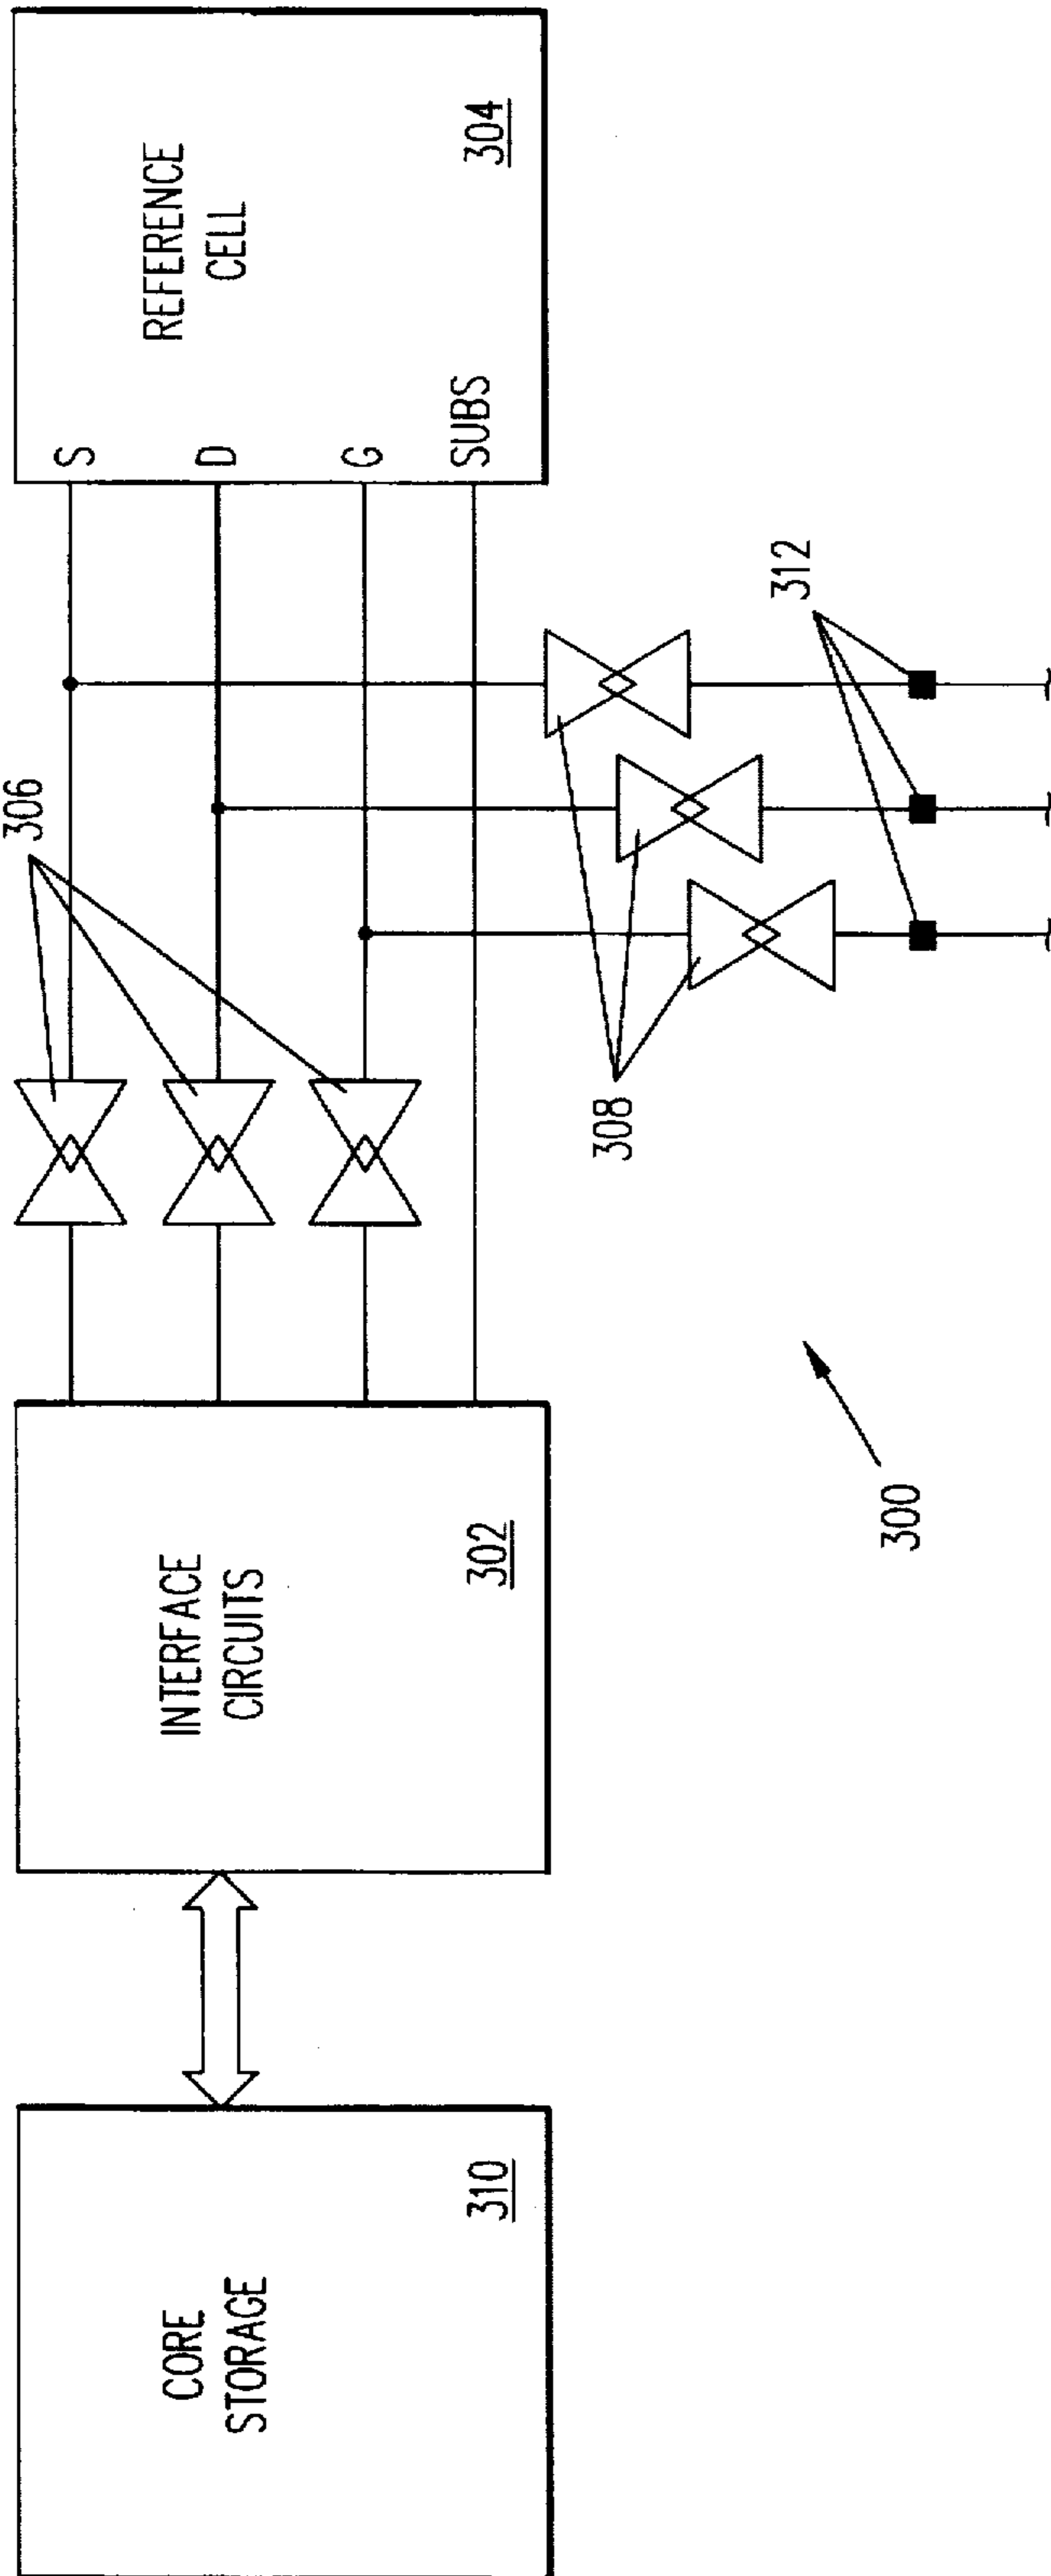 CORE
STORAGE
310
INTERFACE
CIRCUITS
302
306
S
D
G
SUBS
REFERENCE
CELL
304
308
312
300